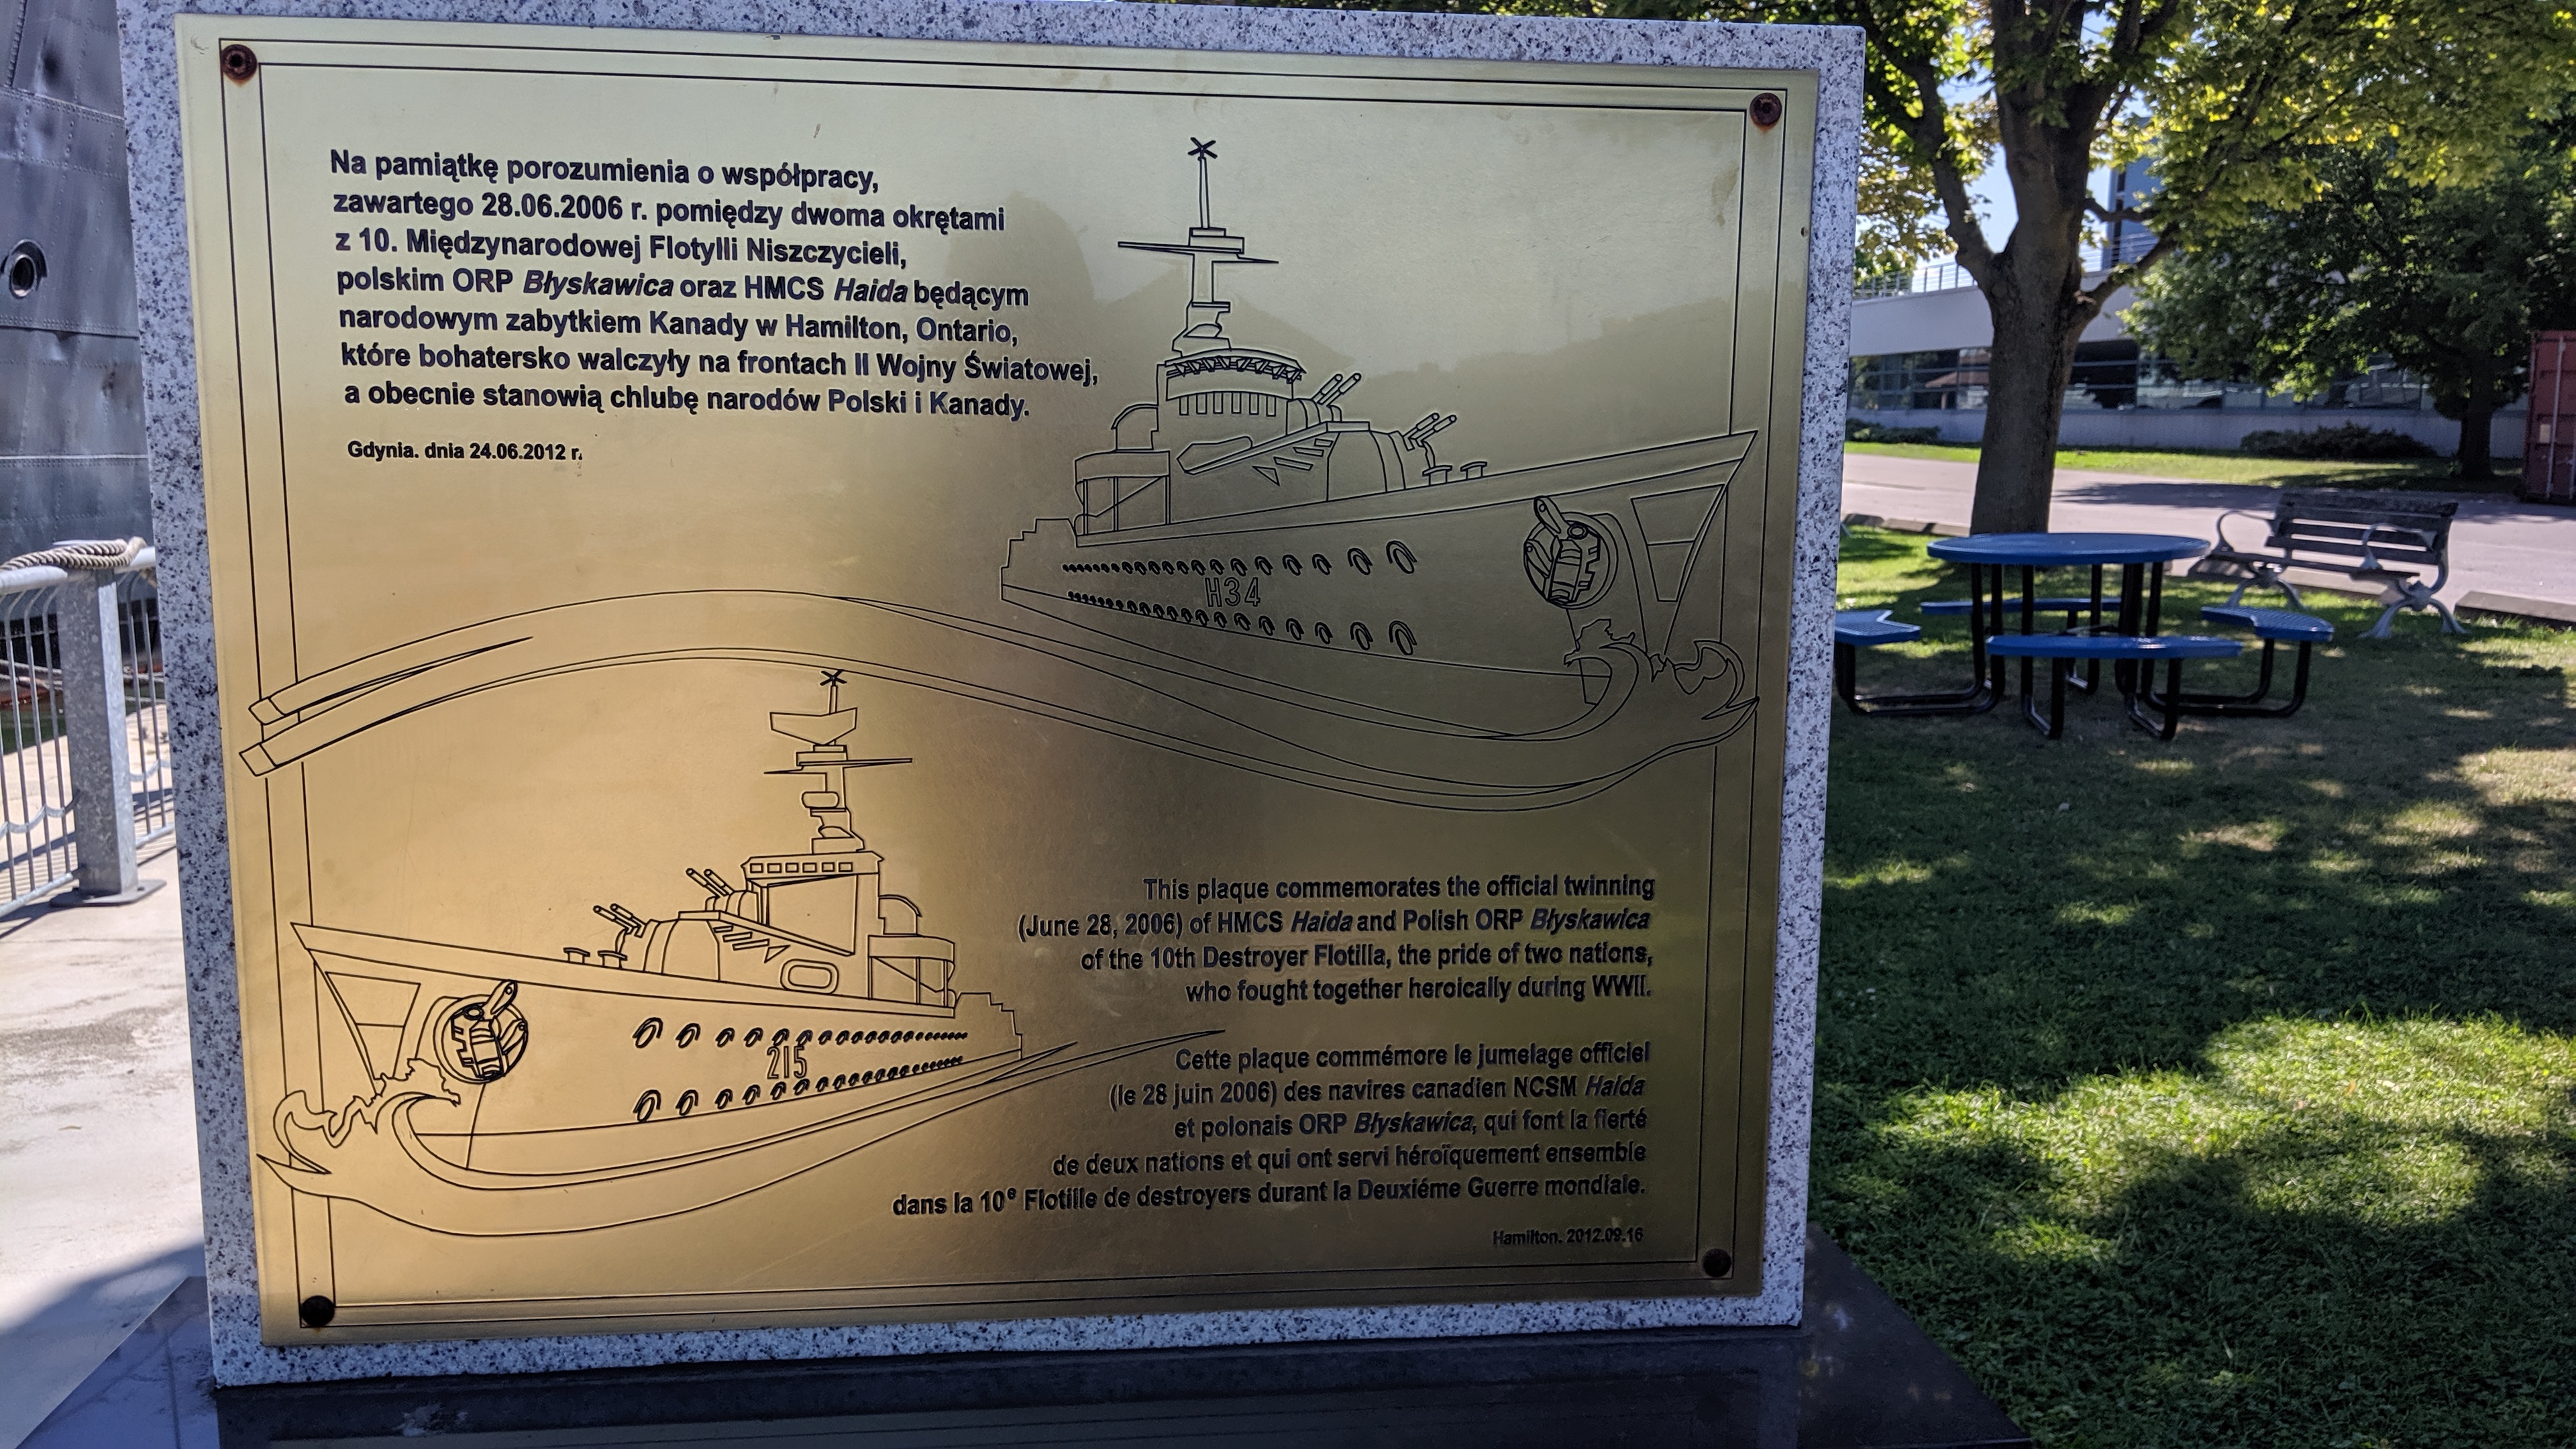 Na pamiątkę porozumienia o współpracy,
zawartego 28.06.2006 r. pomiędzy dwoma okrętami
z 10. Międzynarodowej Flotylli Niszczycieli,
polskim ORP Błyskawica oraz HMCS Haida będącym
narodowym zabytkiem Kanady w Hamilton, Ontario,
które bohatersko walczyły na frontach II Wojny Światowej,
a obecnie stanowią chlubę narodów Polski i Kanady.
Gdynia. dnia 24.06.2012 r.
H34
215
This plaque commemorates the official twinning
(June 28, 2006) of HMCS Haida and Polish ORP Błyskawica
of the 10th Destroyer Flotilla, the pride of two nations,
who fought together heroically during WWII.
Cette plaque commémore le jumelage officiel
(le 28 juin 2006) des navires canadien NCSM Haida
et polonais ORP Błyskawica, qui font la fierté
de deux nations et qui ont servi héroïquement ensemble
dans la 10e Flotille de destroyers durant la Deuxiéme Guerre mondiale.
Hamilton. 2012.09.16